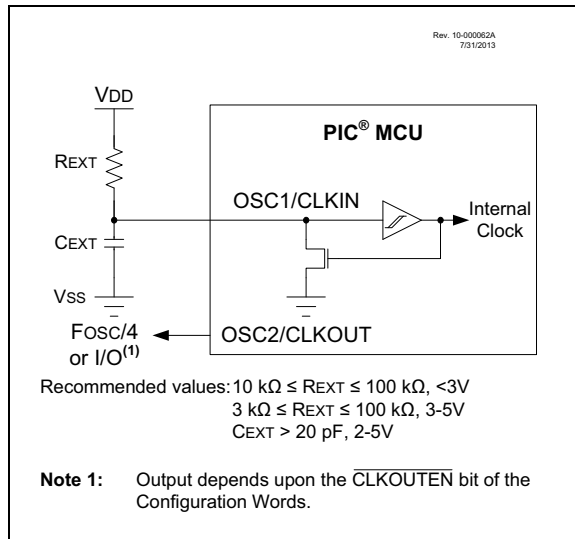 Rev. 10-000062A
7/31/2013
VDD
PIC® MCU
REXT
OSC1/CLKIN
Internal
Clock
CEXT
VSS
FOSC/4
or I/O(1)
OSC2/CLKOUT
Recommended values: 10 kΩ ≤ REXT ≤ 100 kΩ, <3V
3 kΩ ≤ REXT ≤ 100 kΩ, 3-5V
CEXT > 20 pF, 2-5V
Note 1: Output depends upon the CLKOUTEN bit of the
Configuration Words.